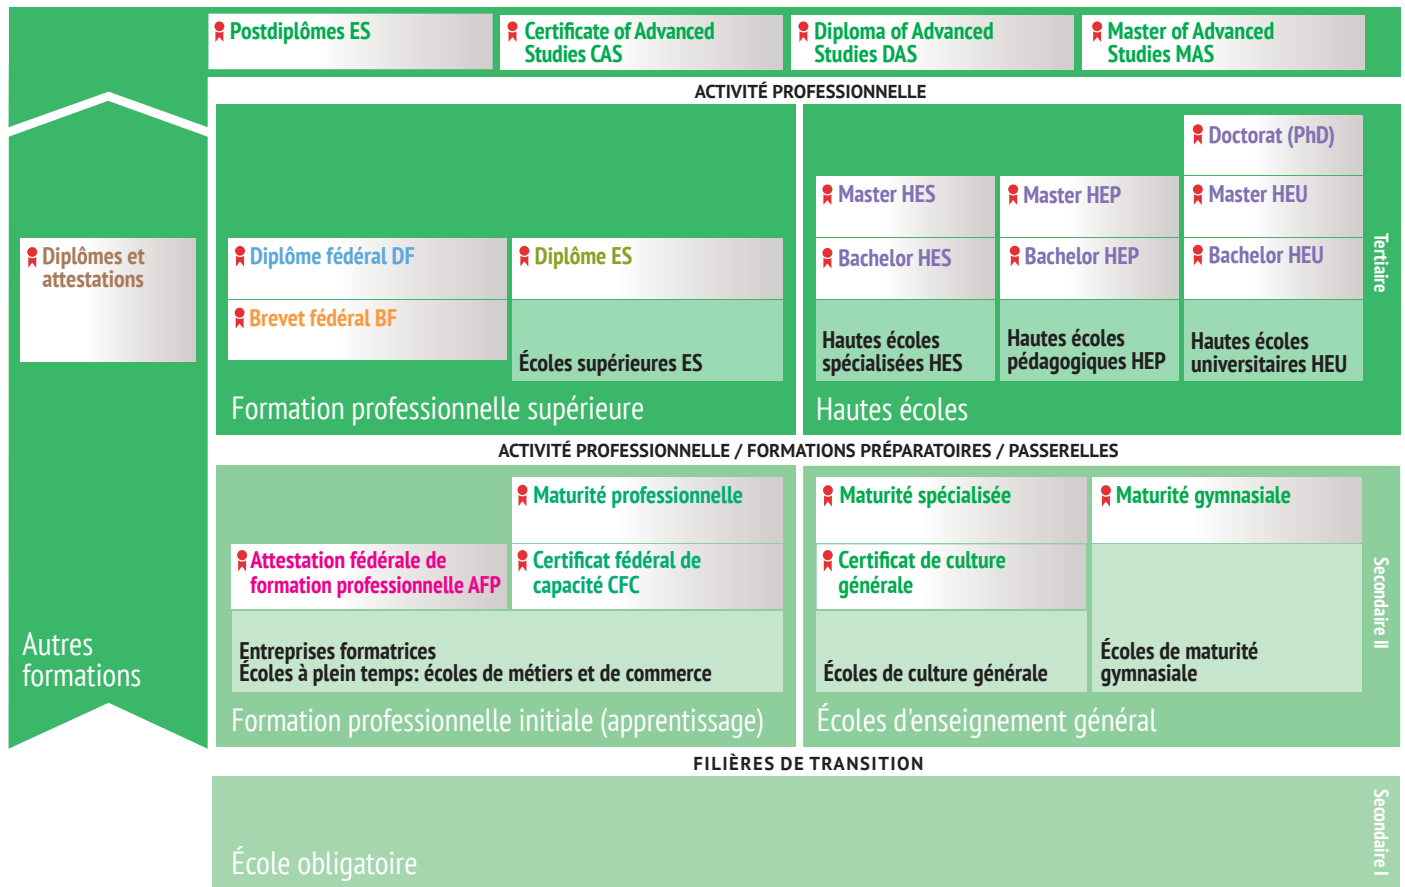 Postdiplômes ES
Certificate of Advanced
Studies CAS
Diploma of Advanced
Studies DAS
Master of Advanced
Studies MAS
ACTIVITÉ PROFESSIONNELLE
Doctorat (PhD)
Master HES
Master HEP
Master HEU
Diplômes et
attestations
Diplôme fédéral DF
Diplôme ES
Bachelor HES
Bachelor HEP
Bachelor HEU
Tertiaire
Brevet fédéral BF
Écoles supérieures ES
Hautes écoles
spécialisées HES
Hautes écoles
pédagogiques HEP
Hautes écoles
universitaires HEU
Formation professionnelle supérieure
Hautes écoles
ACTIVITÉ PROFESSIONNELLE / FORMATIONS PRÉPARATOIRES / PASSERELLES
Maturité professionnelle
Maturité spécialisée
Maturité gymnasiale
Attestation fédérale de
formation professionnelle AFP
Certificat fédéral de
capacité CFC
Certificat de culture
générale
Secondaire II
Autres
formations
Entreprises formatrices
Écoles à plein temps: écoles de métiers et de commerce
Écoles de culture générale
Écoles de maturité
gymnasiale
Formation professionnelle initiale (apprentissage)
Écoles d'enseignement général
FILIÈRES DE TRANSITION
École obligatoire
Secondaire I